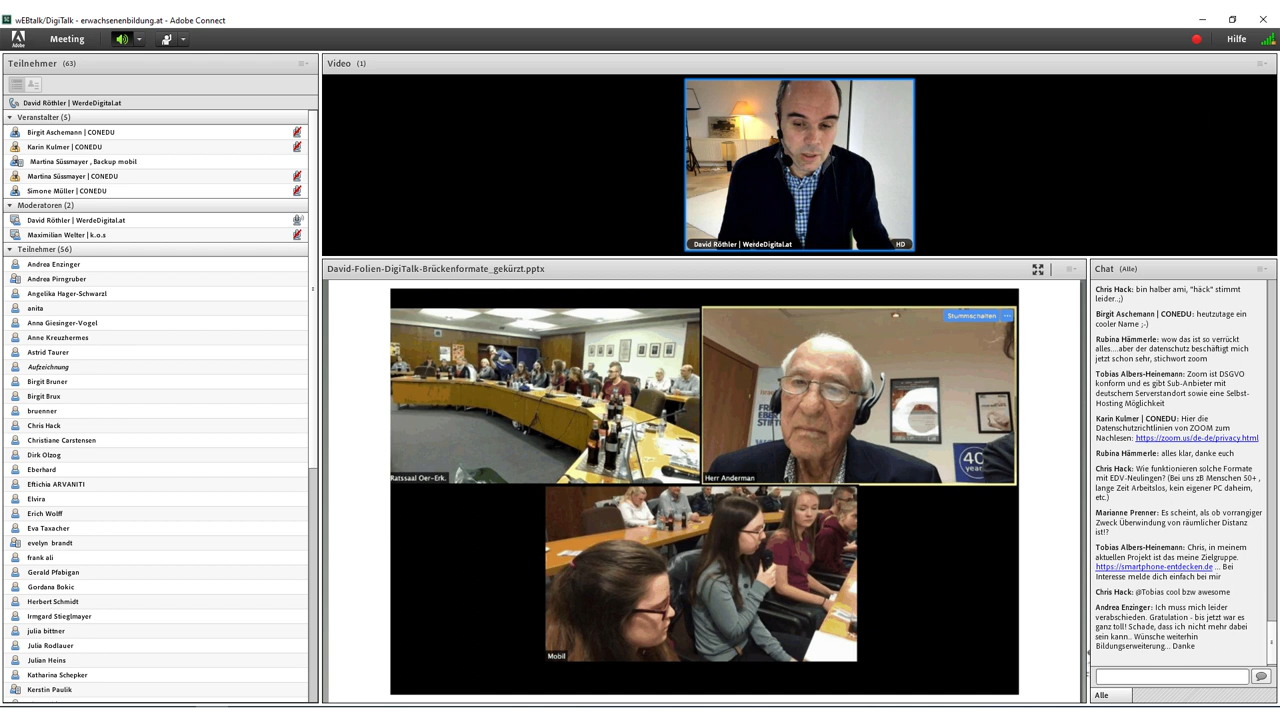 wEBtalk/DigiTalk - erwachsenenbildung.at - Adobe Connect
Adobe
Meeting
Hilfe
Teilnehmer (63)
David Röthler | WerdeDigital.at
Veranstalter (5)
Birgit Aschemann | CONEDU
Karin Kulmer | CONEDU
Martina Süssmayer , Backup mobil
Martina Süssmayer | CONEDU
Simone Müller | CONEDU
Moderatoren (2)
David Röthler | WerdeDigital.at
Maximilian Welter | k.o.s
Teilnehmer (56)
Andrea Enzinger
Andrea Pirngruber
Angelika Hager-Schwarzl
anita
Anna Giesinger-Vogel
Anne Kreuzhermes
Astrid Taurer
Aufzeichnung
Birgit Bruner
Birgit Brux
bruenner
Chris Hack
Christiane Carstensen
Dirk Olzog
Eberhard
Eftichia ARVANITI
Elvira
Erich Wolff
Eva Taxacher
evelyn brandt
frank ali
Gerald Pfabigan
Gordana Bokic
Herbert Schmidt
Irmgard Stieglmayer
julia bittner
Julia Rodlauer
Julian Heins
Katharina Schepker
Kerstin Paulik
Video (1)
David Röthler | WerdeDigital.at
HD
David-Folien-DigiTalk-Brückenformate_gekürzt.pptx
Stummschalten
Ratssaal Oer-Erk.
Herr Anderman
40
years
Mobil
Chat (Alle)
Chris Hack: bin halber ami, "häck" stimmt
leider..;)
Birgit Aschemann | CONEDU: heutzutage ein
cooler Name ;-)
Rubina Hämmerle: wow das ist so verrückt
alles....aber der datenschutz beschäftigt mich
jetzt schon sehr, stichwort zoom
Tobias Albers-Heinemann: Zoom ist DSGVO
konform und es gibt Sub-Anbieter mit
deutschem Serverstandort sowie eine Selbst-
Hosting Möglichkeit
Karin Kulmer | CONEDU: Hier die
Datenschutzrichtlinien von ZOOM zum
Nachlesen: https://zoom.us/de-de/privacy.html
Rubina Hämmerle: alles klar, danke euch
Chris Hack: Wie funktionieren solche Formate
mit EDV-Neulingen? (Bei uns zB Menschen 50+ ,
lange Zeit Arbeitslos, kein eigener PC daheim,
etc.)
Marianne Prenner: Es scheint, als ob vorrangiger
Zweck Überwindung von räumlicher Distanz
ist!?
Tobias Albers-Heinemann: Chris, in meinem
aktuellen Projekt ist das meine Zielgruppe.
https://smartphone-entdecken.de ... Bei
Interesse melde dich einfach bei mir
Chris Hack: @Tobias cool bzw awesome
Andrea Enzinger: Ich muss mich leider
verabschieden. Gratulation - bis jetzt war es
ganz toll! Schade, dass ich nicht mehr dabei
sein kann.. Wünsche weiterhin
Bildungserweiterung... Danke
Alle